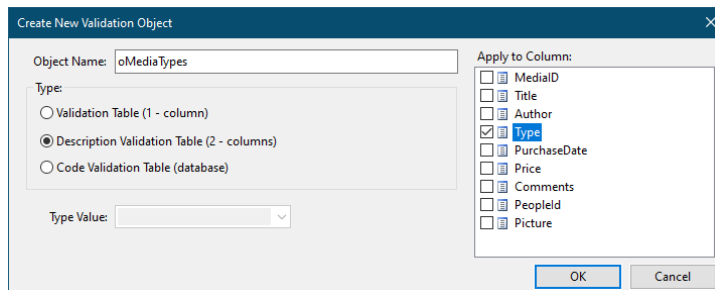 Create New Validation Object
Object Name: oMediaTypes
Type:
Validation Table (1 - column)
Description Validation Table (2 - columns)
Code Validation Table (database)
Type Value:
Apply to Column:
MediaID
Title
Author
Type
PurchaseDate
Price
Comments
PeopleId
Picture
OK Cancel